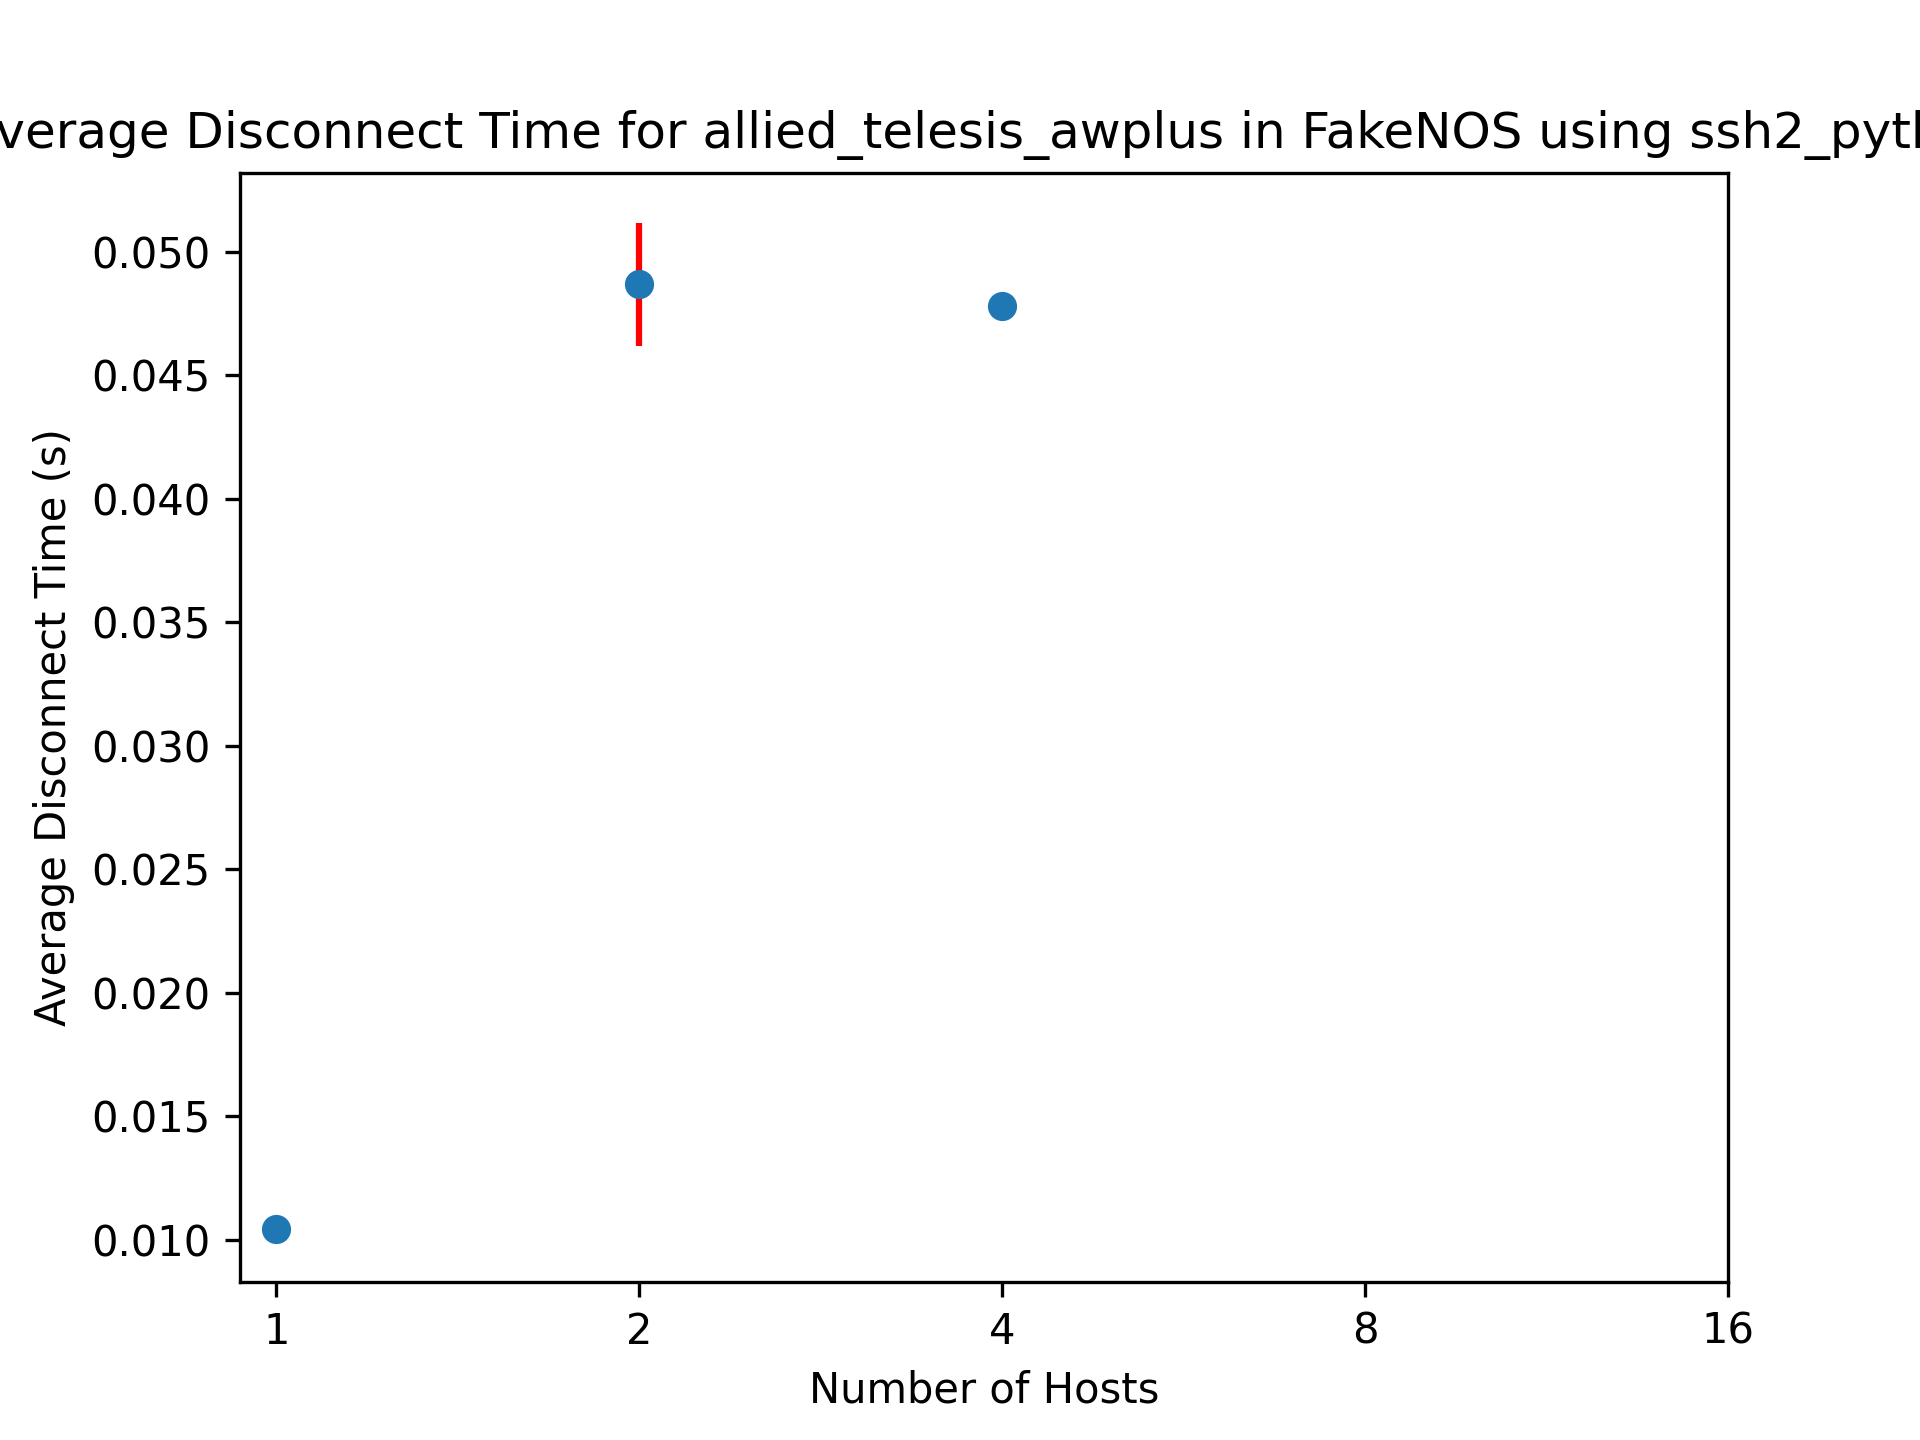 verage Disconnect Time for allied_telesis_awplus in FakeNOS using ssh2_pyt
0.050
0.045
0.040
0.035
0.030
0.025
0.020
0.015
0.010
Average Disconnect Time (s)
1 2 4 8 16
Number of Hosts